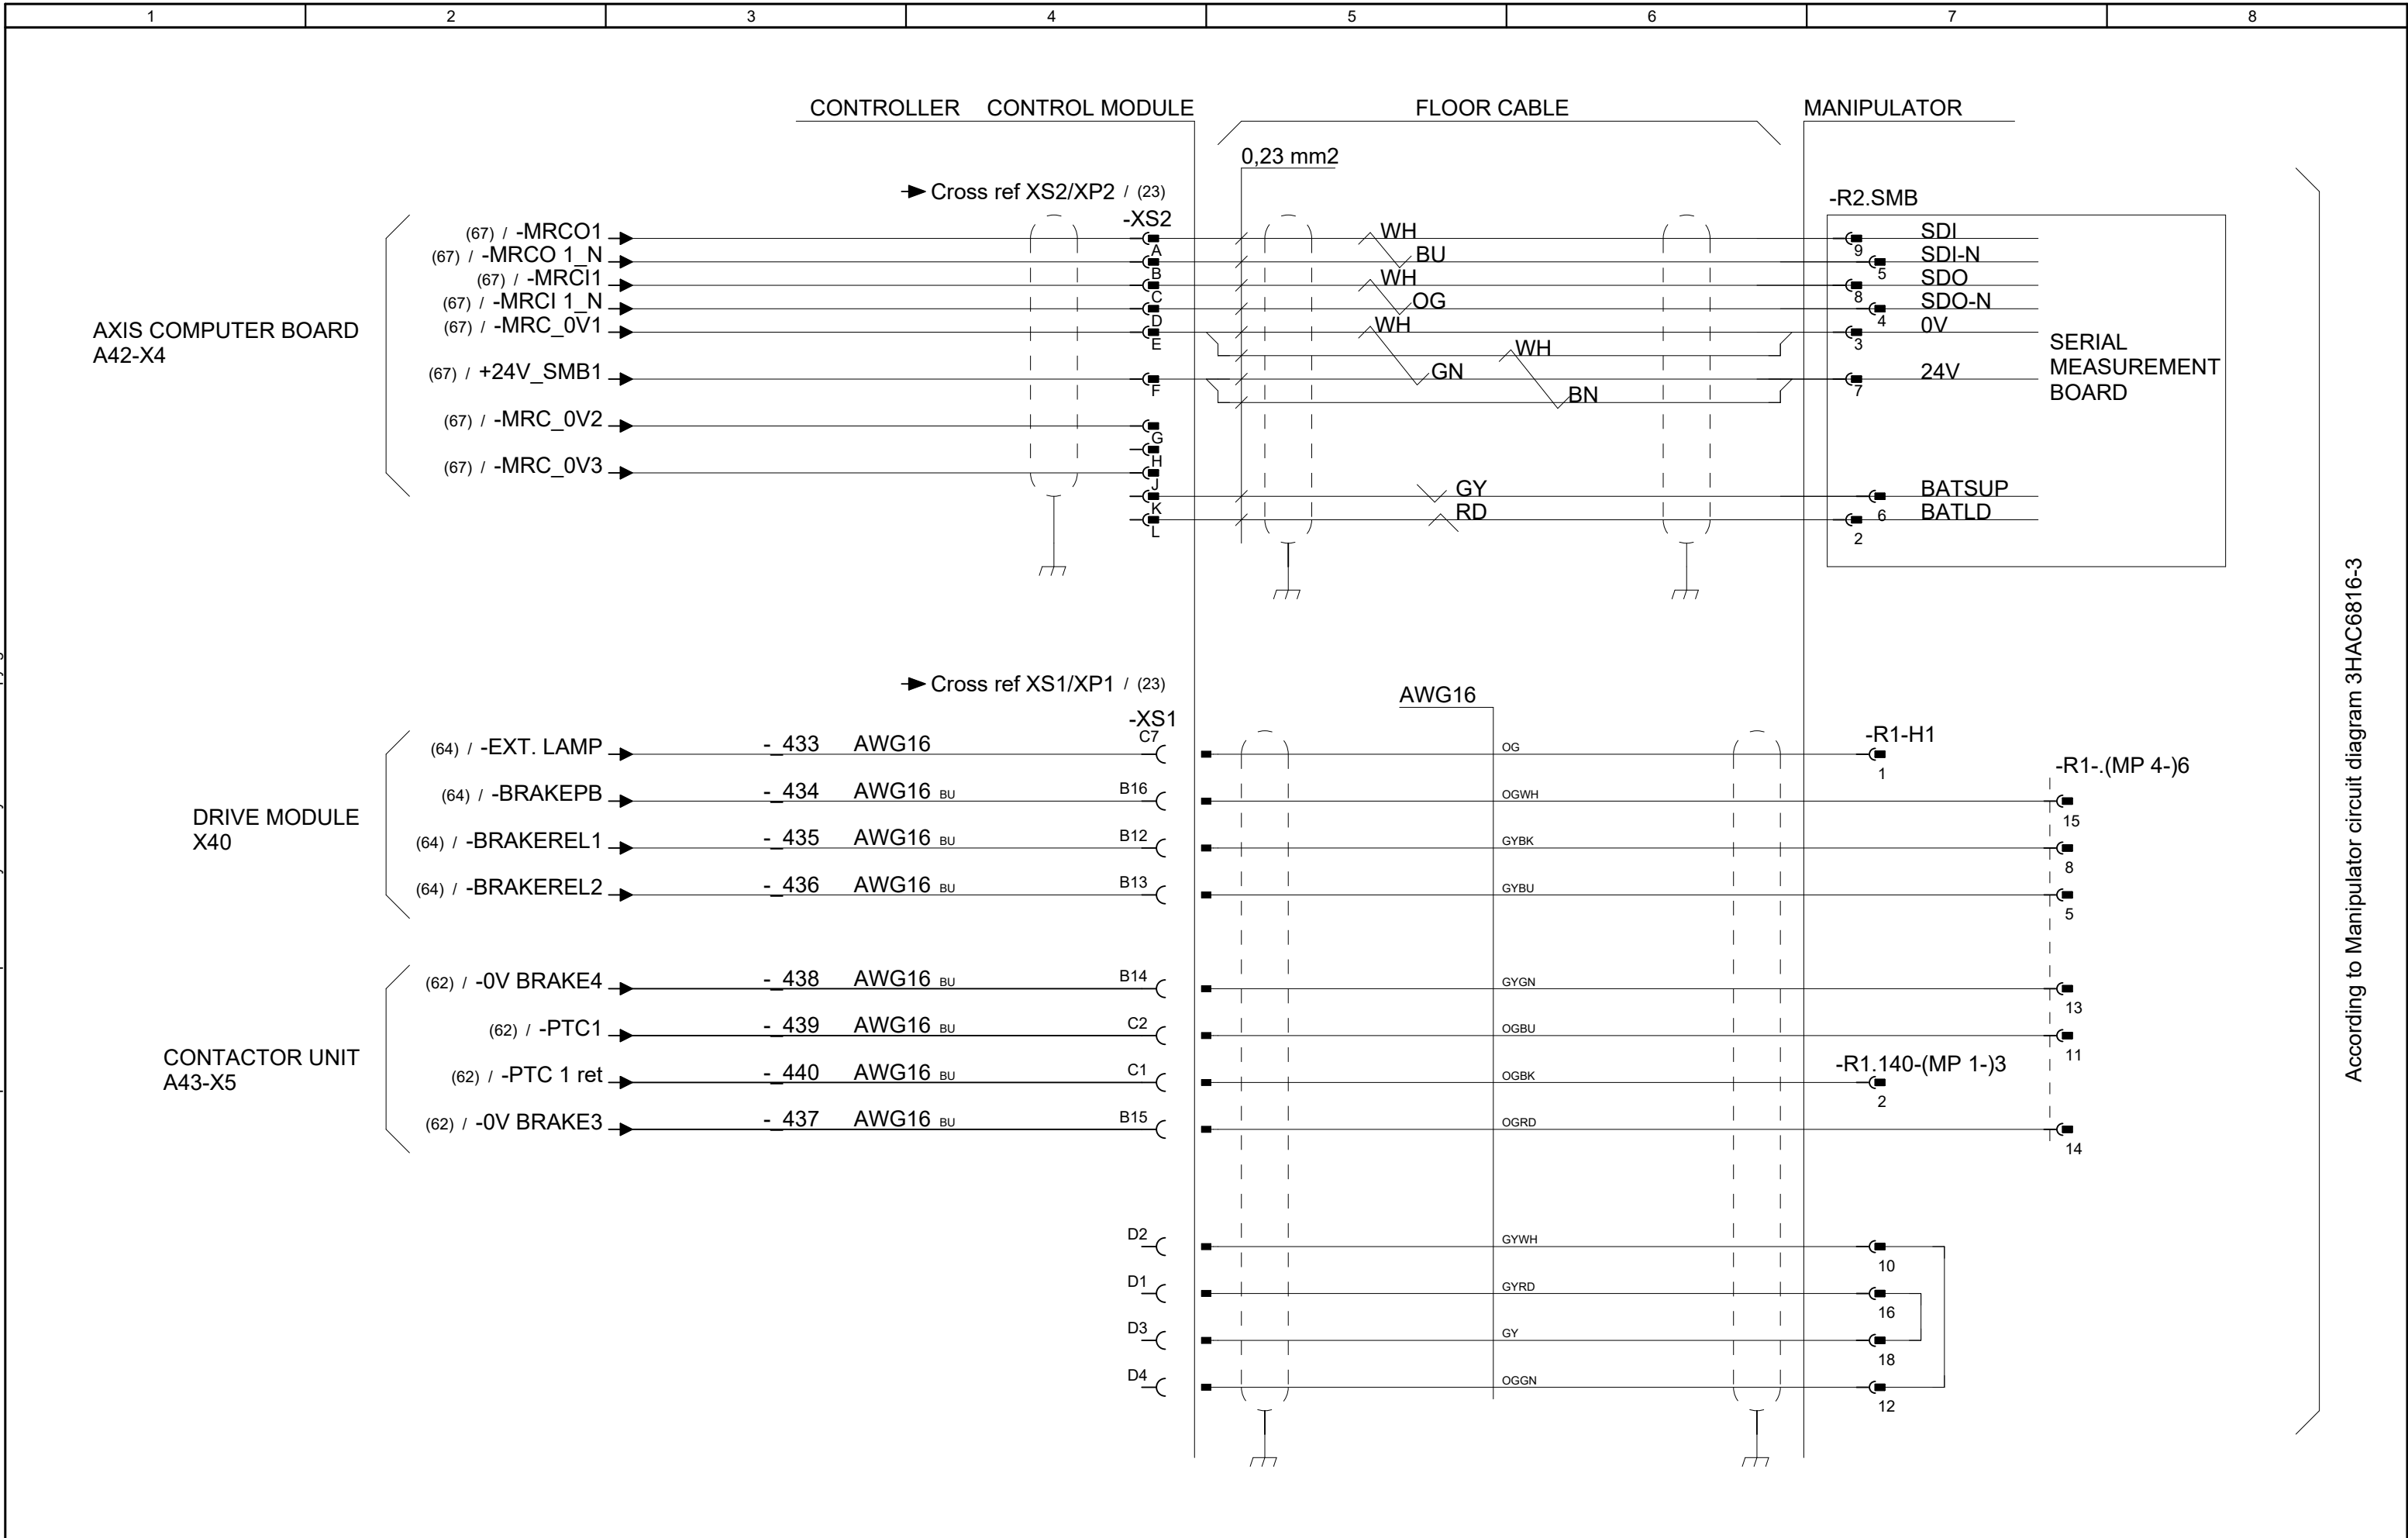 1 2 3 4 5 6 7 8
CONTROLLER CONTROL MODULE FLOOR CABLE MANIPULATOR
0,23 mm2
Cross ref XS2/XP2 / (23)
-R2.SMB
-XS2
(67) / -MRCO1 WH SDI
A 9
(67) / -MRCO 1_N BU SDI-N
B 5
(67) / -MRCI1 WH SDO
C 8
(67) / -MRCI 1_N OG SDO-N
D 4
(67) / -MRC_0V1 WH 0V
E 3
AXIS COMPUTER BOARD
A42-X4
WH
SERIAL
MEASUREMENT
BOARD
(67) / +24V_SMB1 GN 24V
F 7
BN
(67) / -MRC_0V2
G
H
(67) / -MRC_0V3
J
GY BATSUP
K 6
RD BATLD
L 2
Cross ref XS1/XP1 / (23)
AWG16
-XS1
(64) / -EXT. LAMP -_433 AWG16 C7 OG -R1-H1
1
-R1-.(MP 4-)6
(64) / -BRAKEPB -_434 AWG16 BU B16 OGWH
15
DRIVE MODULE
X40
(64) / -BRAKEREL1 -_435 AWG16 BU B12 GYBK
8
(64) / -BRAKEREL2 -_436 AWG16 BU B13 GYBU
5
(62) / -0V BRAKE4 -_438 AWG16 BU B14 GYGN
13
(62) / -PTC1 -_439 AWG16 BU C2 OGBU
11
CONTACTOR UNIT
A43-X5
(62) / -PTC 1 ret -_440 AWG16 BU C1 OGBK -R1.140-(MP 1-)3
2
(62) / -0V BRAKE3 -_437 AWG16 BU B15 OGRD
14
D2 GYWH
10
D1 GYRD
16
D3 GY
18
D4 OGGN
12
According to Manipulator circuit diagram 3HAC6816-3